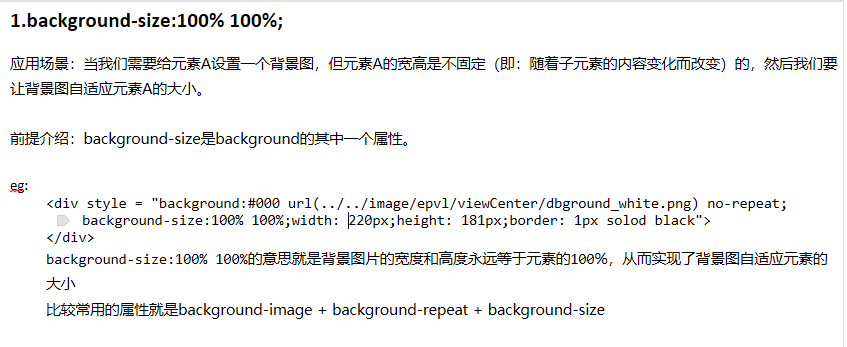 1.background-size:100% 100%;
应用场景：当我们需要给元素A设置一个背景图，但元素A的宽高是不固定（即：随着子元素的内容变化而改变）的，然后我们要
让背景图自适应元素A的大小。
前提介绍：background-size是background的其中一个属性。
eg:
<div style = "background:#000 url(../../image/epvl/viewCenter/dbground_white.png) no-repeat;
background-size:100% 100%;width: 220px;height: 181px;border: 1px solod black">
</div>
background-size:100% 100%的意思就是背景图片的宽度和高度永远等于元素的100%，从而实现了背景图自适应元素的
大小
比较常用的属性就是background-image + background-repeat + background-size